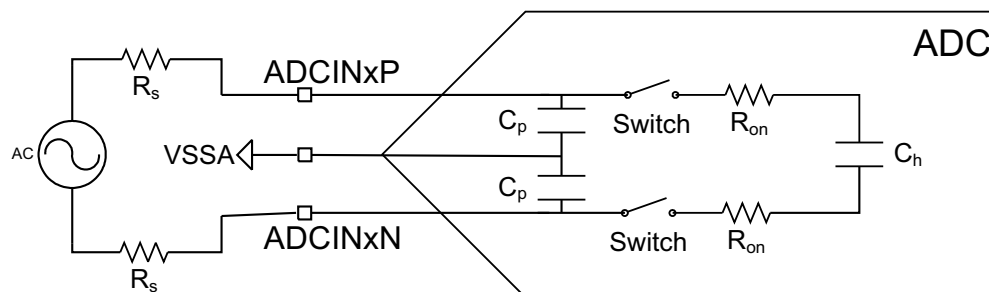 ADC
ADCINxP
Rs
Cp
Switch
Ron
AC
VSSA
Ch
Cp
ADCINxN
Switch
Ron
Rs